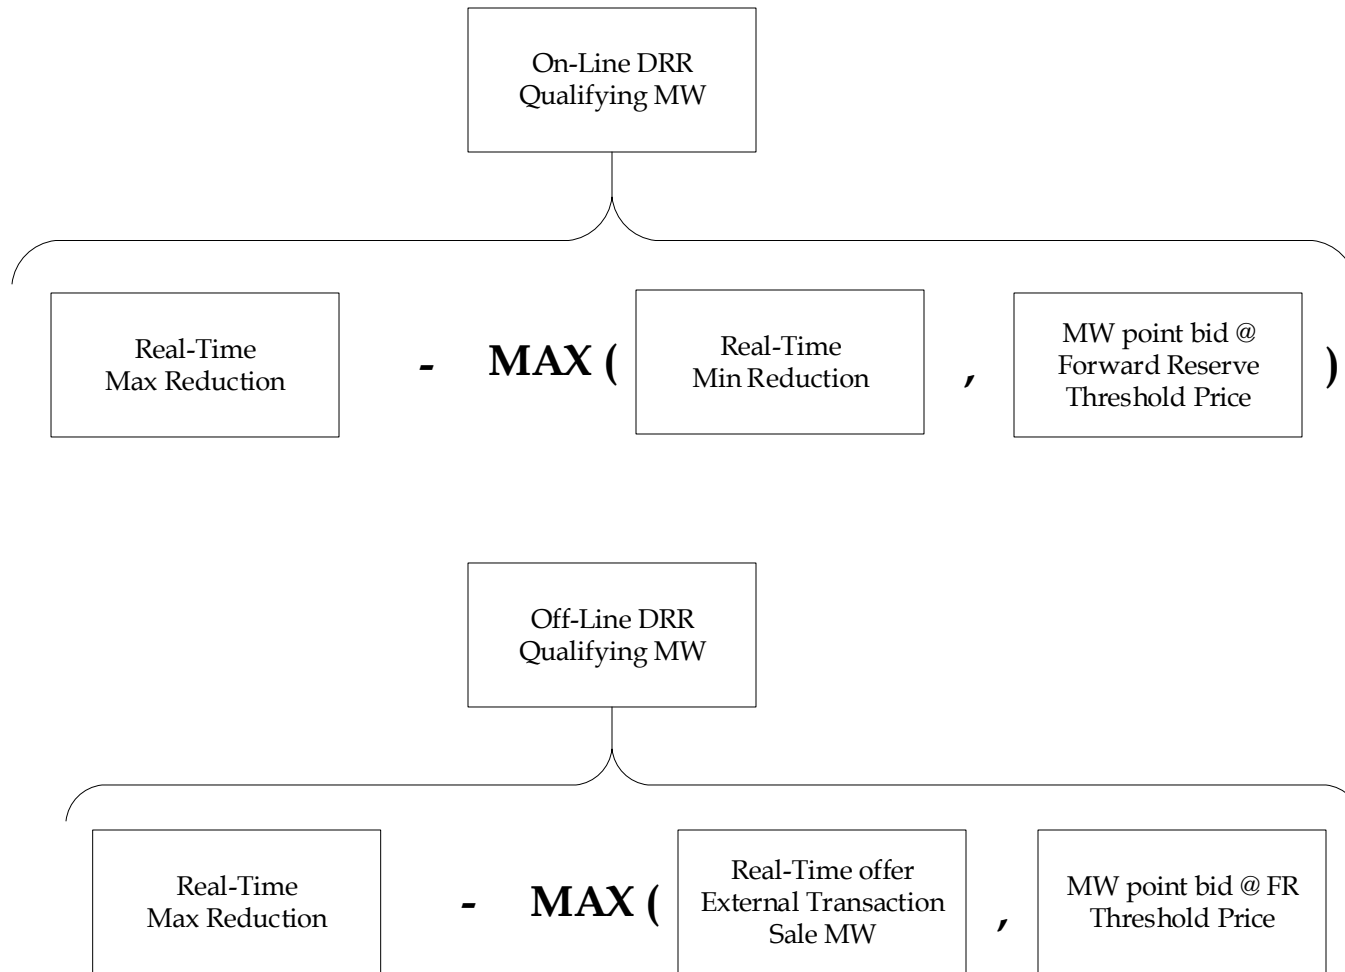 On-Line DRR
Qualifying MW
Real-Time
Max Reduction
-
MAX (
Real-Time
Min Reduction
,
MW point bid @
Forward Reserve
Threshold Price
)
Off-Line DRR
Qualifying MW
Real-Time
Max Reduction
-
MAX (
Real-Time offer
External Transaction
Sale MW
,
MW point bid @ FR
Threshold Price